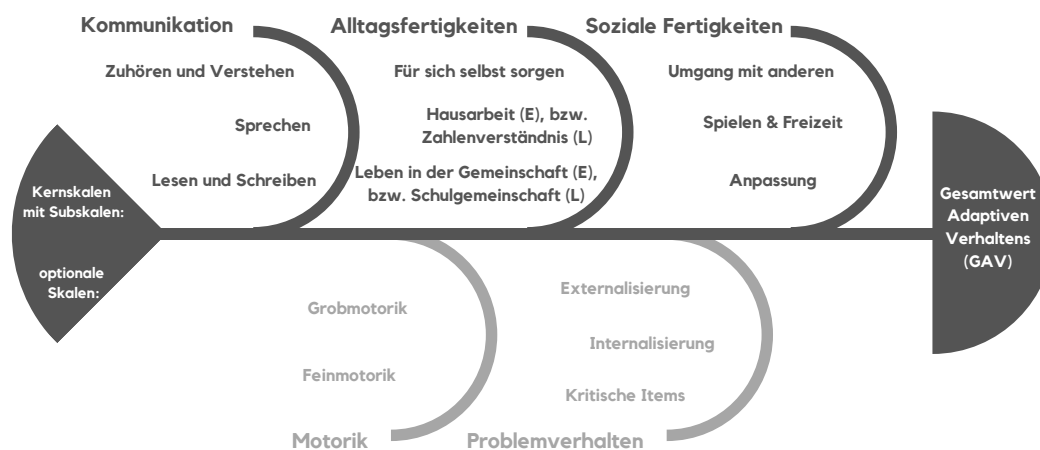 Kommunikation
Zuhören und Verstehen
Sprechen
Lesen und Schreiben
Alltagsfertigkeiten
Für sich selbst sorgen
Hausarbeit (E), bzw.
Zahlenverständnis (L)
Leben in der Gemeinschaft (E),
bzw. Schulgemeinschaft (L)
Soziale Fertigkeiten
Umgang mit anderen
Spielen & Freizeit
Anpassung
Kernskalen
mit Subskalen:
optionale
Skalen:
Gesamtwert
Adaptiven
Verhaltens
(GAV)
Grobmotorik
Feinmotorik
Motorik
Externalisierung
Internalisierung
Kritische Items
Problemverhalten